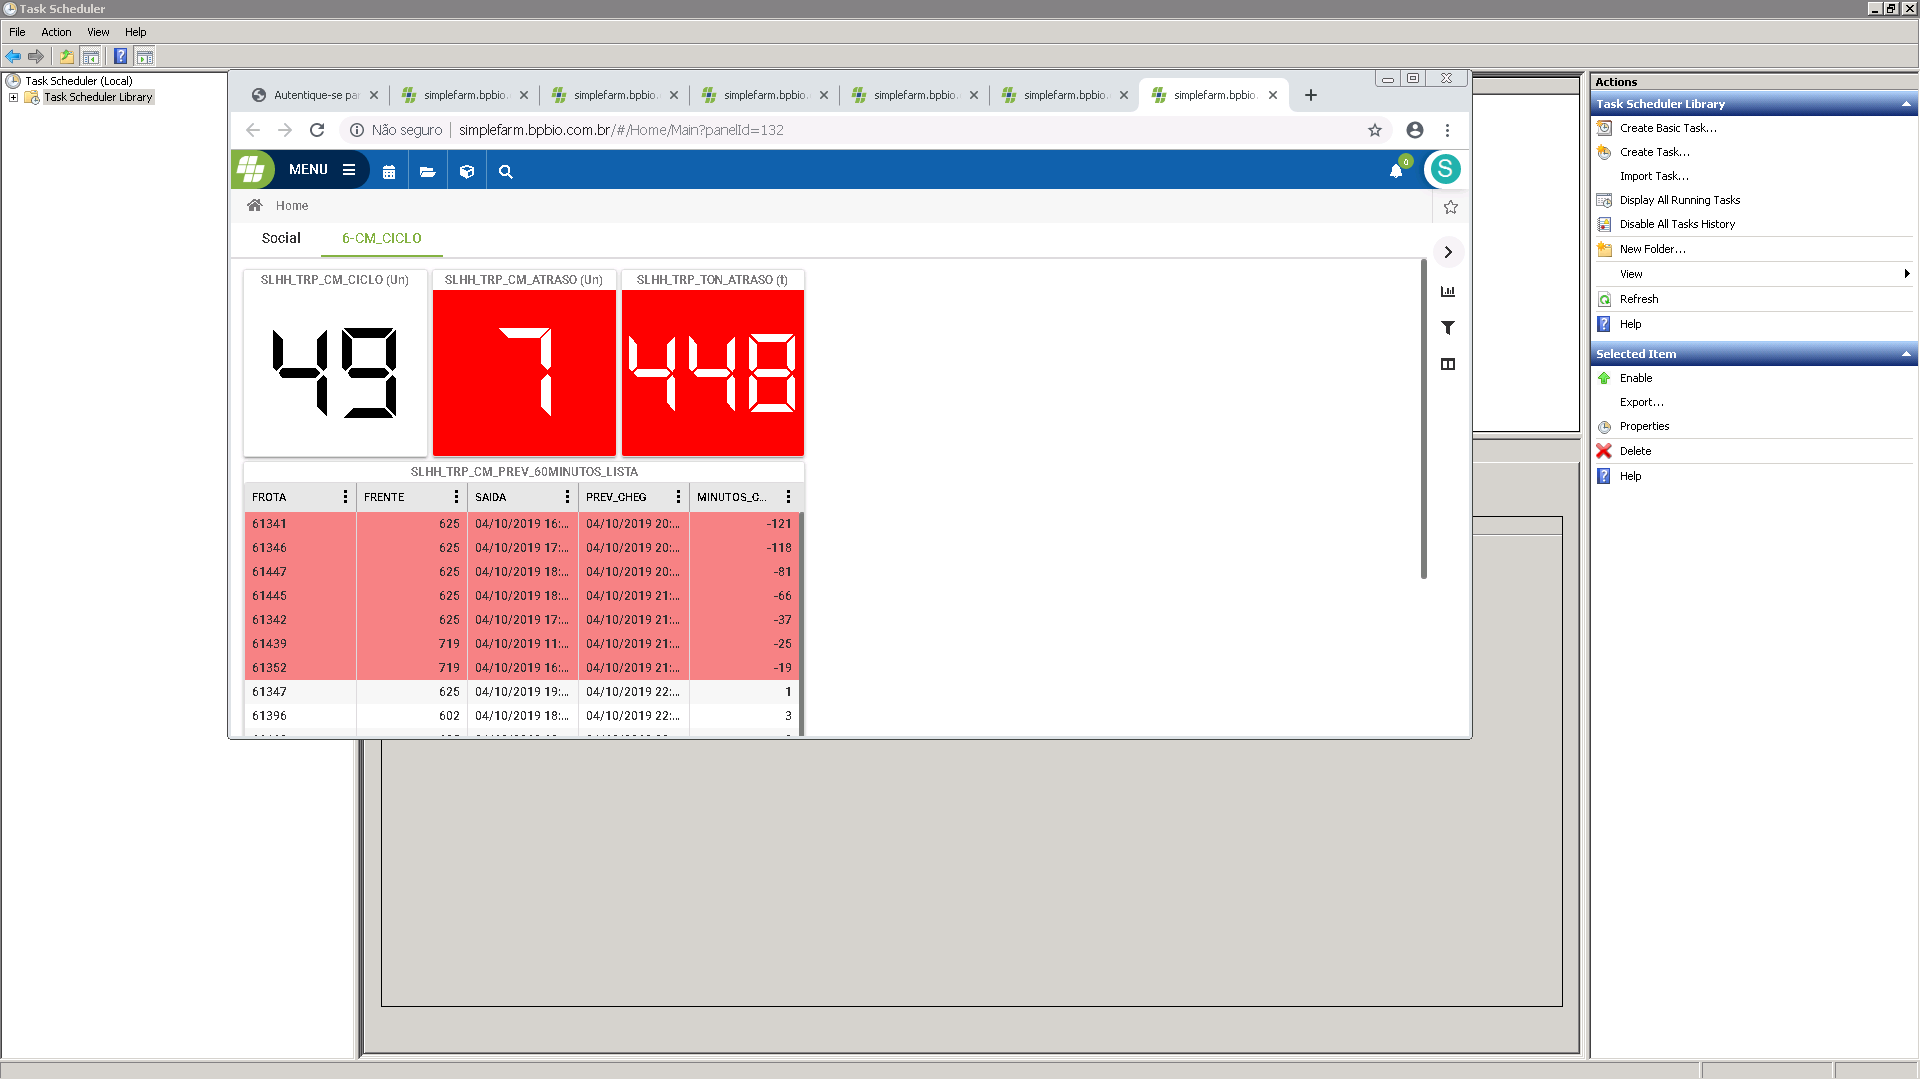 Task Scheduler
File Action View Help
Task Scheduler (Local)
Task Scheduler Library
Autentique-se par
simplefarm.bpbio.
simplefarm.bpbio.
simplefarm.bpbio.
simplefarm.bpbio.
simplefarm.bpbio.
simplefarm.bpbio.
Não seguro simplefarm.bpbio.com.br/#/Home/Main?panelId=132
MENU
0
S
Home
Social 6-CM_CICLO
SLHH_TRP_CM_CICLO (Un) SLHH_TRP_CM_ATRASO (Un) SLHH_TRP_TON_ATRASO (t)
49 7 448
SLHH_TRP_CM_PREV_60MINUTOS_LISTA
FROTA FRENTE SAIDA PREV_CHEG MINUTOS_C...
61341 625 04/10/2019 16:... 04/10/2019 20:... -121
61346 625 04/10/2019 17:... 04/10/2019 20:... -118
61447 625 04/10/2019 18:... 04/10/2019 20:... -81
61445 625 04/10/2019 18:... 04/10/2019 21:... -66
61342 625 04/10/2019 17:... 04/10/2019 21:... -37
61439 719 04/10/2019 11:... 04/10/2019 21:... -25
61352 719 04/10/2019 16:... 04/10/2019 21:... -19
61347 625 04/10/2019 19:... 04/10/2019 22:... 1
61396 602 04/10/2019 18:... 04/10/2019 22:... 3
Actions
Task Scheduler Library
Create Basic Task...
Create Task...
Import Task...
Display All Running Tasks
Disable All Tasks History
New Folder...
View
Refresh
Help
Selected Item
Enable
Export...
Properties
Delete
Help